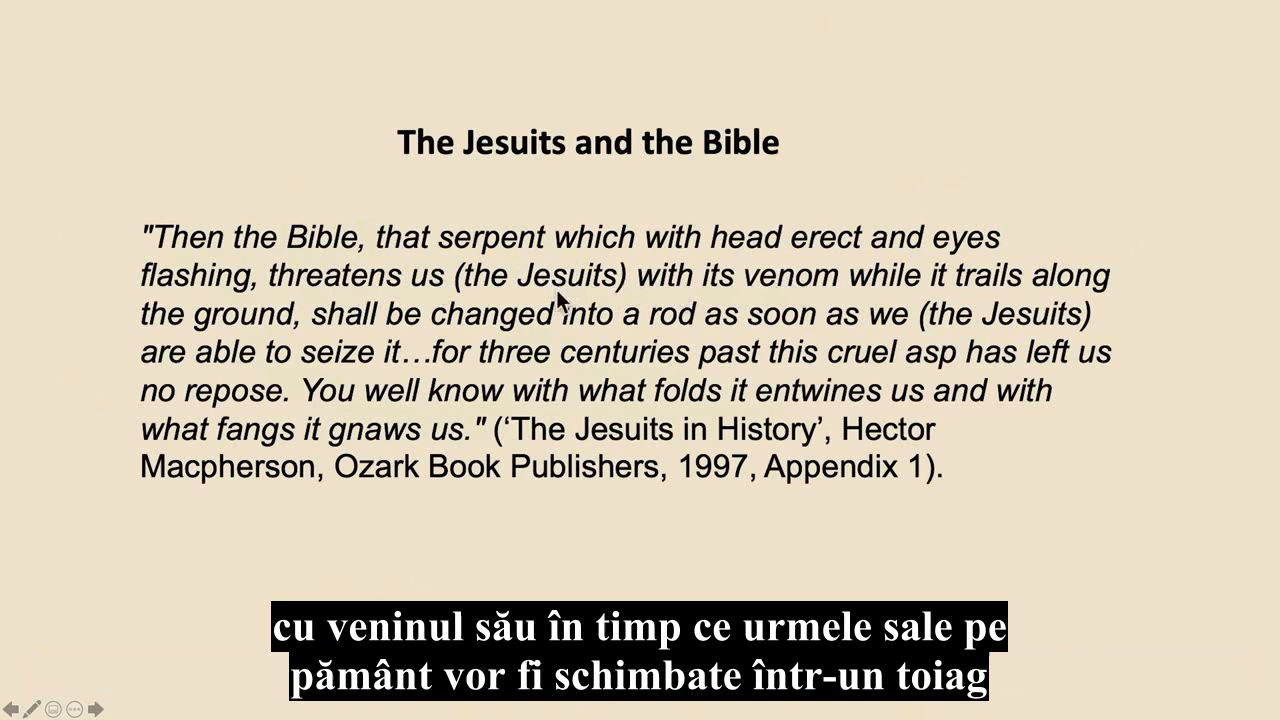 The Jesuits and the Bible
"Then the Bible, that serpent which with head erect and eyes
flashing, threatens us (the Jesuits) with its venom while it trails along
the ground, shall be changed into a rod as soon as we (the Jesuits)
are able to seize it…for three centuries past this cruel asp has left us
no repose. You well know with what folds it entwines us and with
what fangs it gnaws us." (‘The Jesuits in History’, Hector
Macpherson, Ozark Book Publishers, 1997, Appendix 1).
cu veninul său în timp ce urmele sale pe
pământ vor fi schimbate într-un toiag